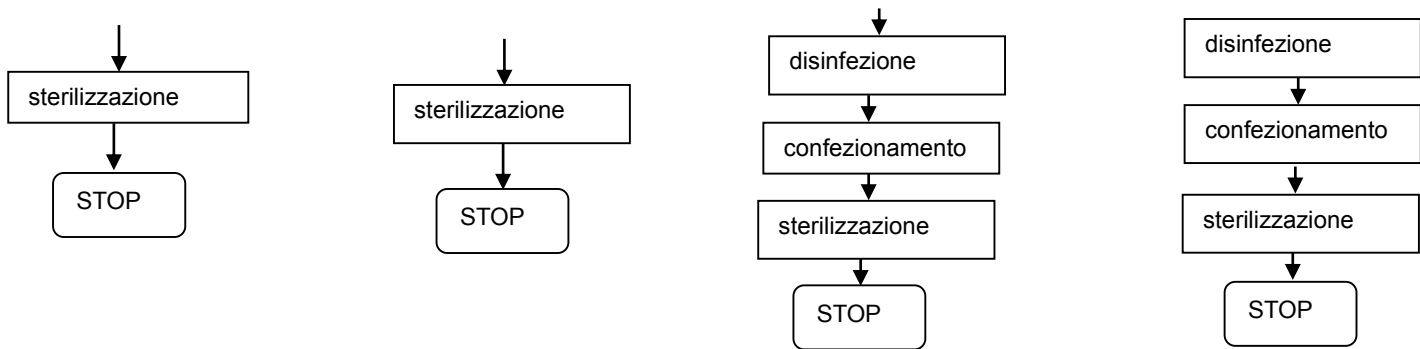 sterilizzazione
STOP
sterilizzazione
STOP
disinfezione
confezionamento
sterilizzazione
STOP
disinfezione
confezionamento
sterilizzazione
STOP